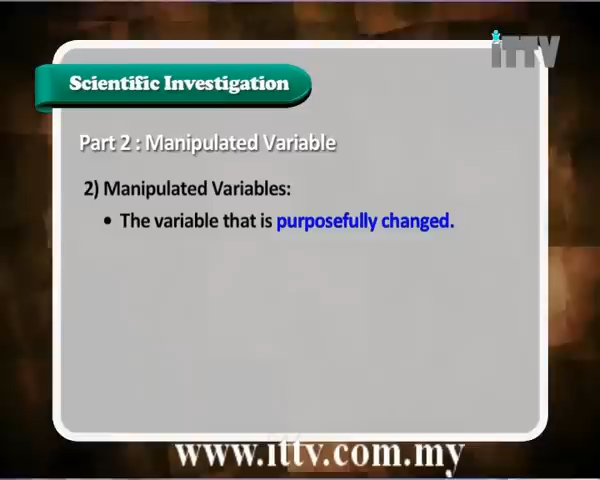 iTTV
Scientific Investigation
Part 2 : Manipulated Variable
2) Manipulated Variables:
• The variable that is purposefully changed.
www.ittv.com.my